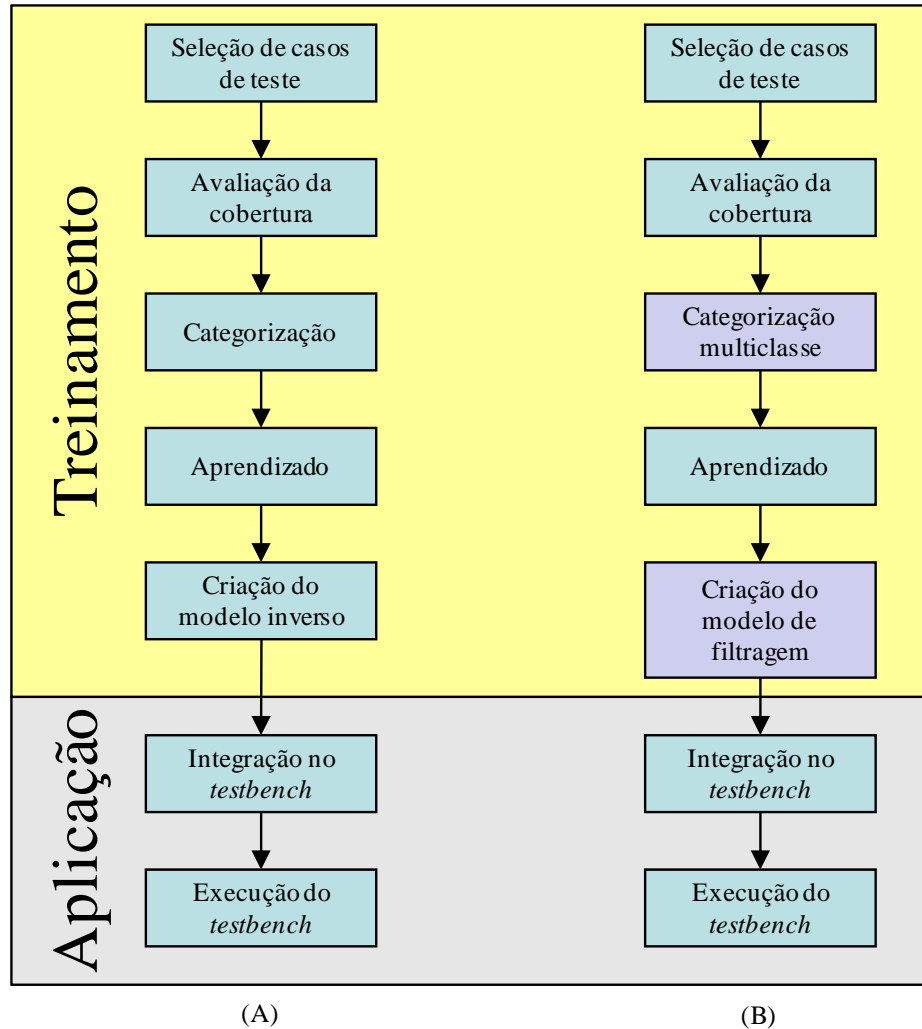 Treinamento
Seleção de casos
de teste
Avaliação da
cobertura
Categorização
Aprendizado
Criação do
modelo inverso
Seleção de casos
de teste
Avaliação da
cobertura
Categorização
multiclasse
Aprendizado
Criação do
modelo de
filtragem
Aplicação
Integração no
testbench
Execução do
testbench
Integração no
testbench
Execução do
testbench
(A)
(B)